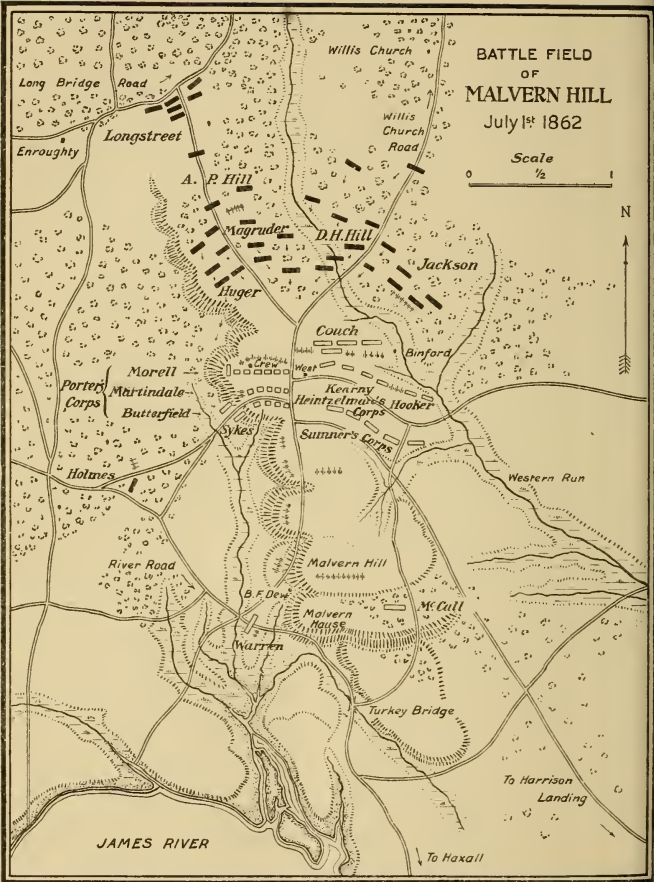 BATTLE FIELD
OF
MALVERN HILL
July 1st 1862
Scale
0 1/2 1
N
Willis Church
Long Bridge Road
Willis
Church
Road
Enroughty
Longstreet
A. P. Hill
Magruder
D.H. Hill
Jackson
Huger
Couch
Crew
West
Binford
Porter's
Corps
Morell
Martindale
Butterfield
Kearny
Heintzelman's
Corps
Hooker
Sykes
Sumner's Corps
Holmes
Western Run
River Road
Malvern Hill
B.F. Dew
Malvern
House
McCall
Warren
Turkey Bridge
To Harrison
Landing
JAMES RIVER
To Haxall